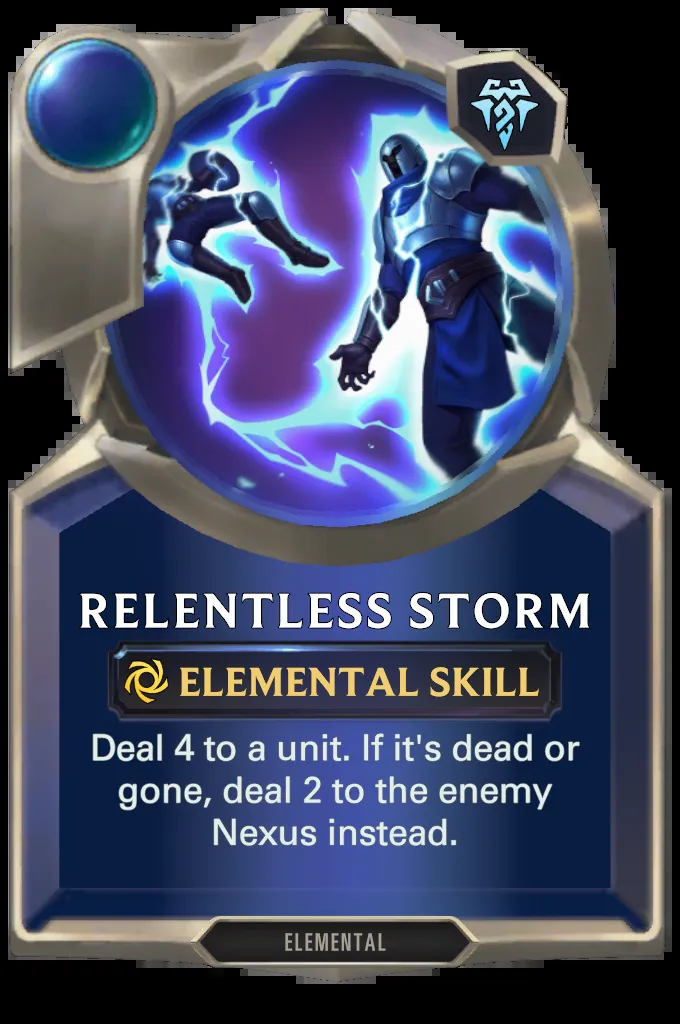 RELENTLESS STORM
ELEMENTAL SKILL
Deal 4 to a unit. If it's dead or
gone, deal 2 to the enemy
Nexus instead.
ELEMENTAL